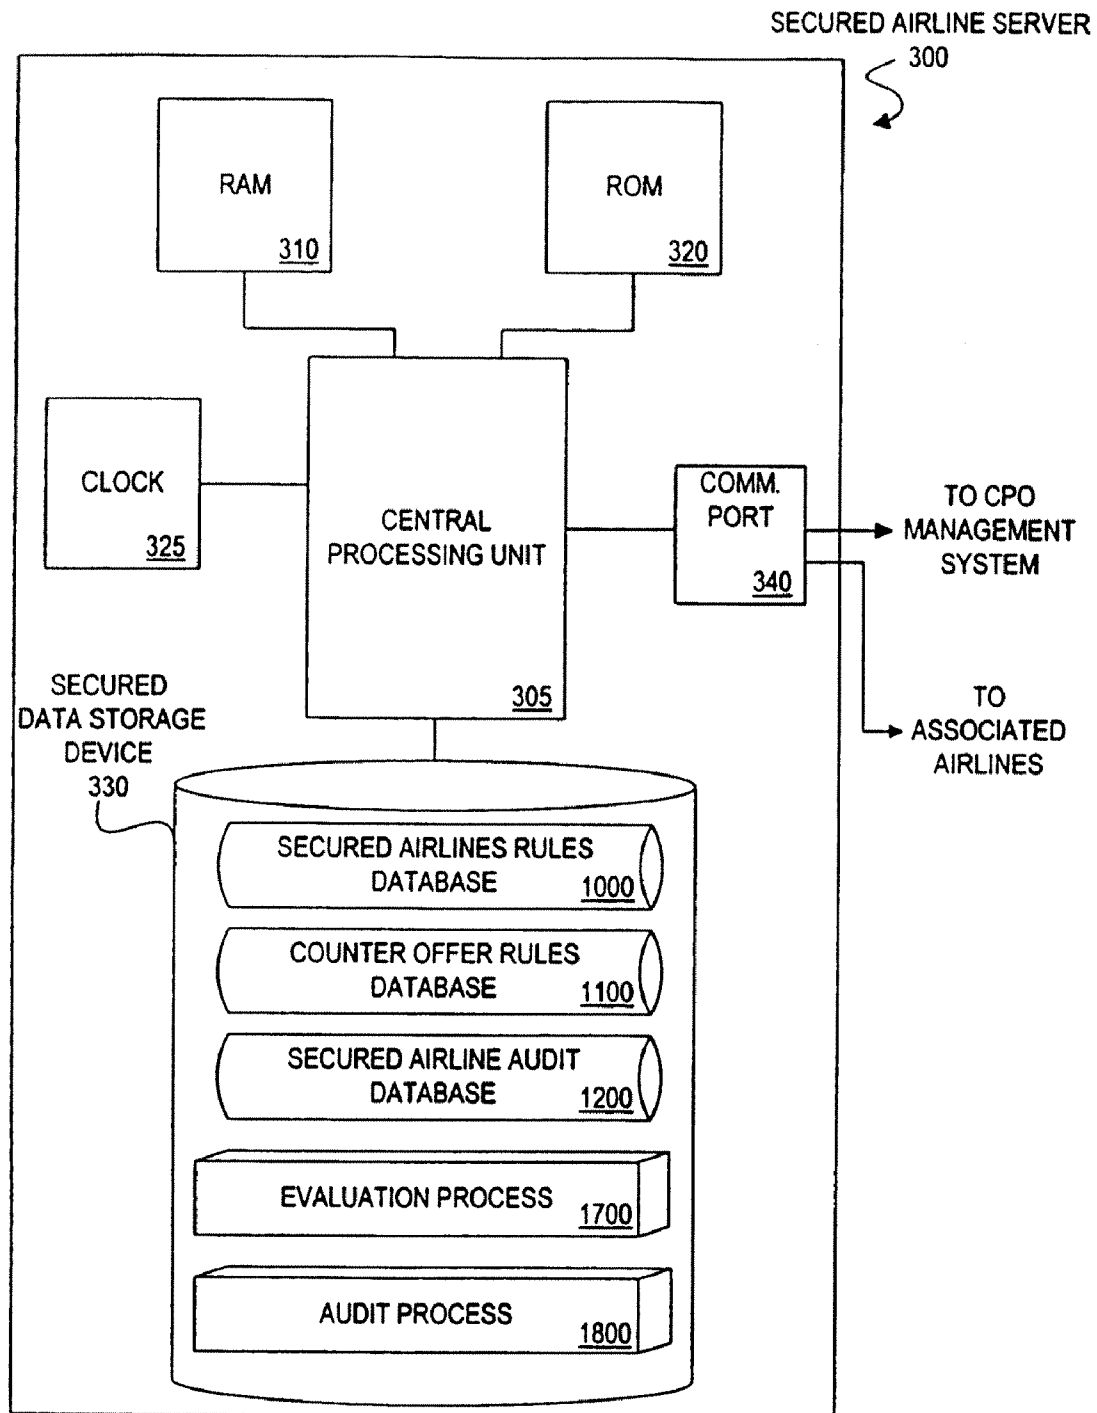 SECURED AIRLINE SERVER
300
RAM
310
ROM
320
CLOCK
325
CENTRAL
PROCESSING UNIT
305
COMM.
PORT
340
TO CPO
MANAGEMENT
SYSTEM
TO
ASSOCIATED
AIRLINES
SECURED
DATA STORAGE
DEVICE
330
SECURED AIRLINES RULES
DATABASE
1000
COUNTER OFFER RULES
DATABASE
1100
SECURED AIRLINE AUDIT
DATABASE
1200
EVALUATION PROCESS
1700
AUDIT PROCESS
1800